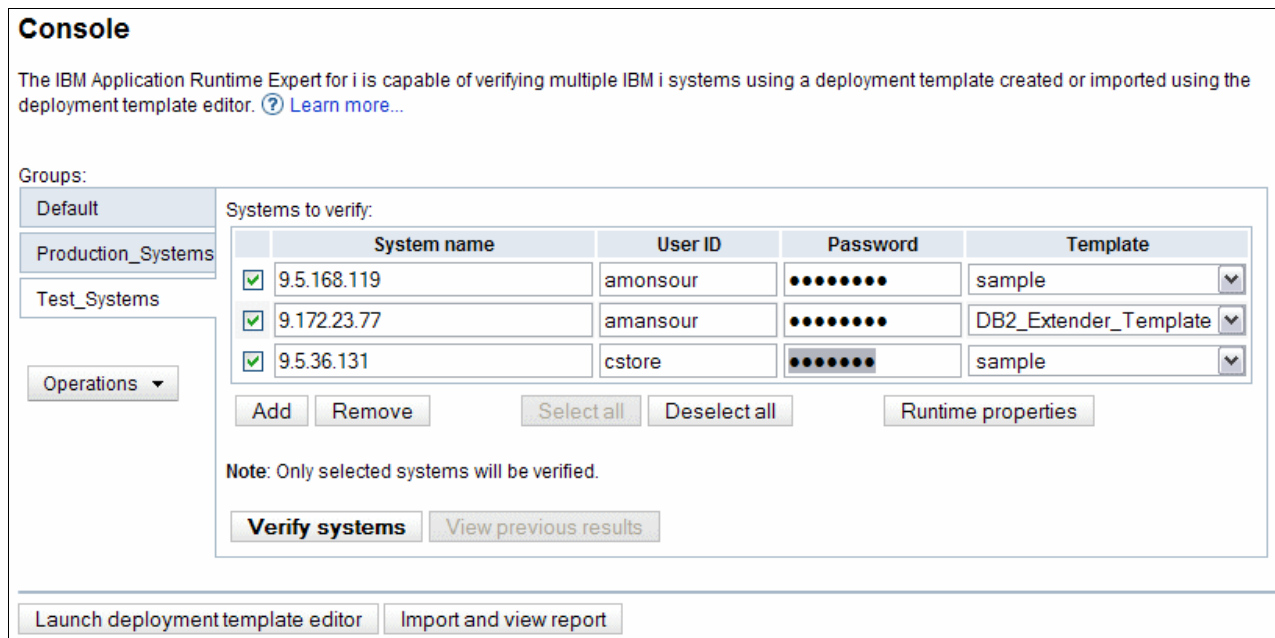 Console
The IBM Application Runtime Expert for i is capable of verifying multiple IBM i systems using a deployment template created or imported using the
deployment template editor. ? Learn more...
Groups:
Default
Production_Systems
Test_Systems
Operations
Systems to verify:
System name User ID Password Template
9.5.168.119 amonsour ●●●●●●●● sample
9.172.23.77 amansour ●●●●●●●● DB2_Extender_Template
9.5.36.131 cstore ●●●●●●● sample
Add Remove Select all Deselect all Runtime properties
Note: Only selected systems will be verified.
Verify systems View previous results
Launch deployment template editor Import and view report